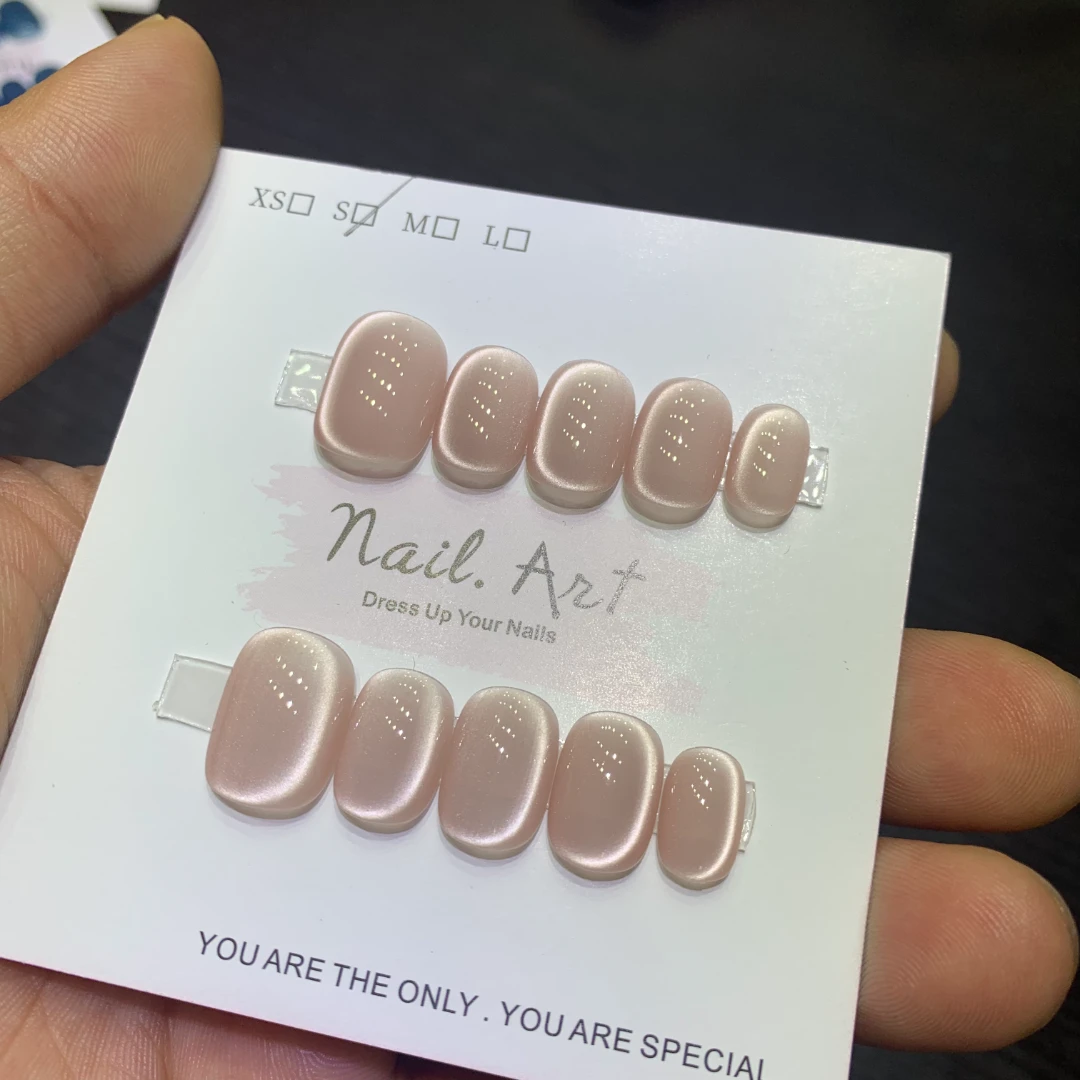 XS□ S□ M□ L□
Nail. Art
Dress Up Your Nails
YOU ARE THE ONLY . YOU ARE SPECIAL